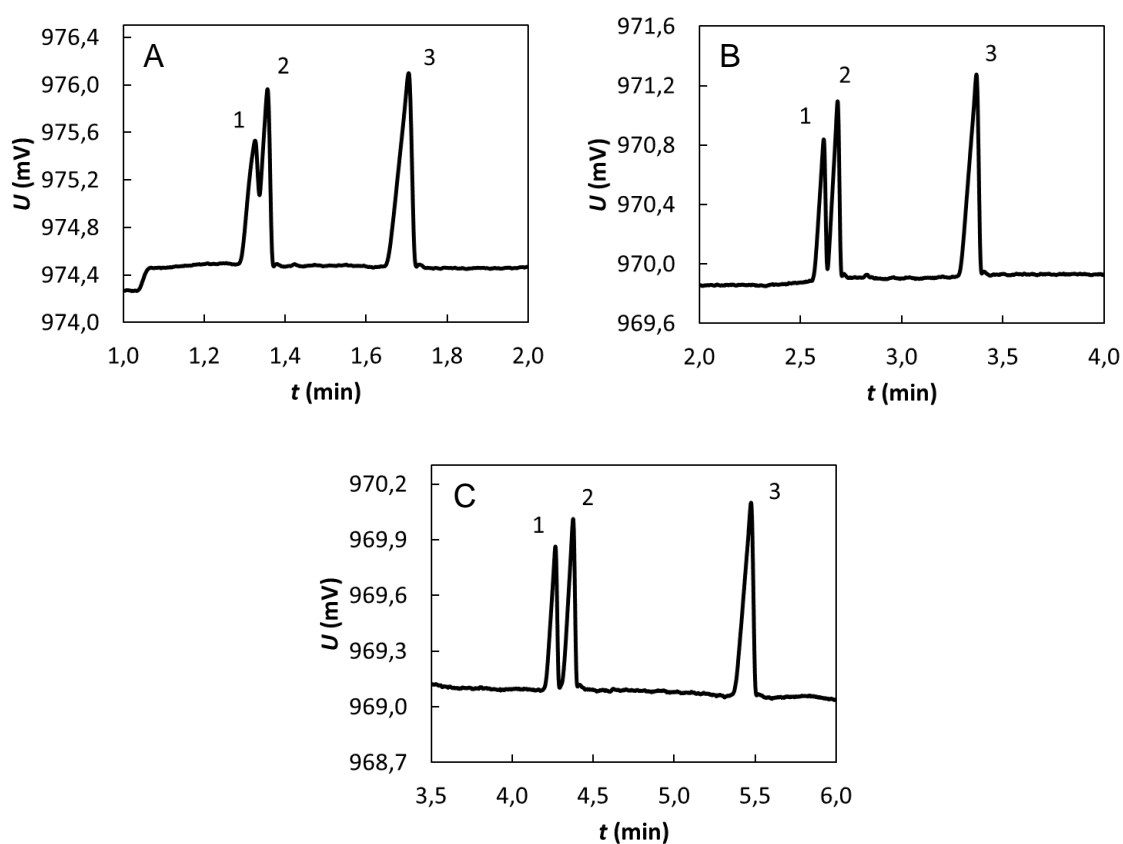 976,4
976,0
975,6
975,2
974,8
974,4
974,0
U (mV)
A
1
2
3
1,0 1,2 1,4 1,6 1,8 2,0
t (min)
971,6
971,2
970,8
970,4
970,0
969,6
U (mV)
B
1
2
3
2,0 2,5 3,0 3,5 4,0
t (min)
970,2
969,9
969,6
969,3
969,0
968,7
U (mV)
C
1
2
3
3,5 4,0 4,5 5,0 5,5 6,0
t (min)